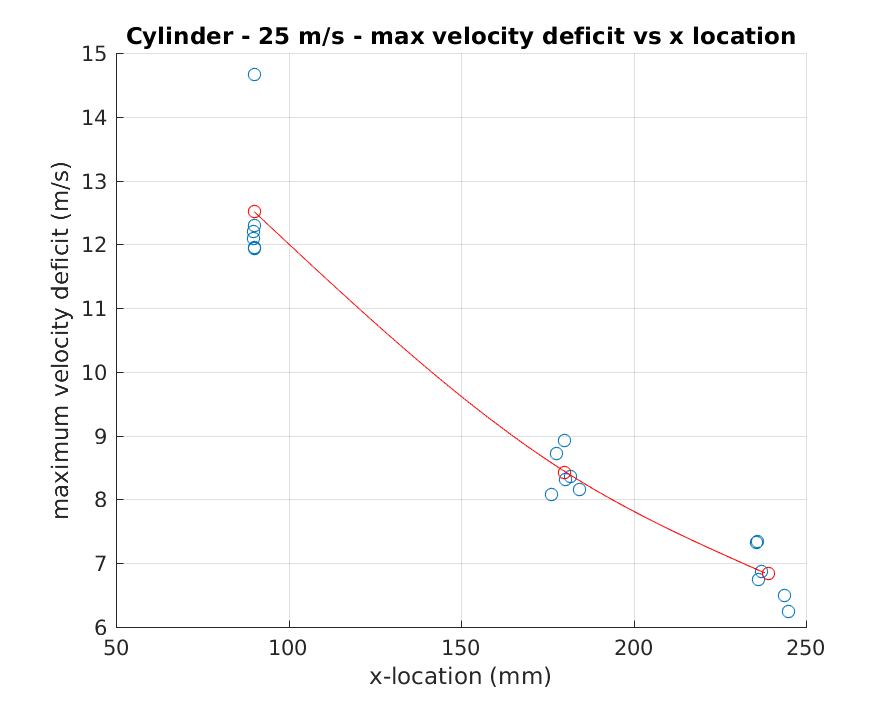 Cylinder - 25 m/s - max velocity deficit vs x location
15
14
13
12
11
10
9
8
7
6
maximum velocity deficit (m/s)
50 100 150 200 250
x-location (mm)